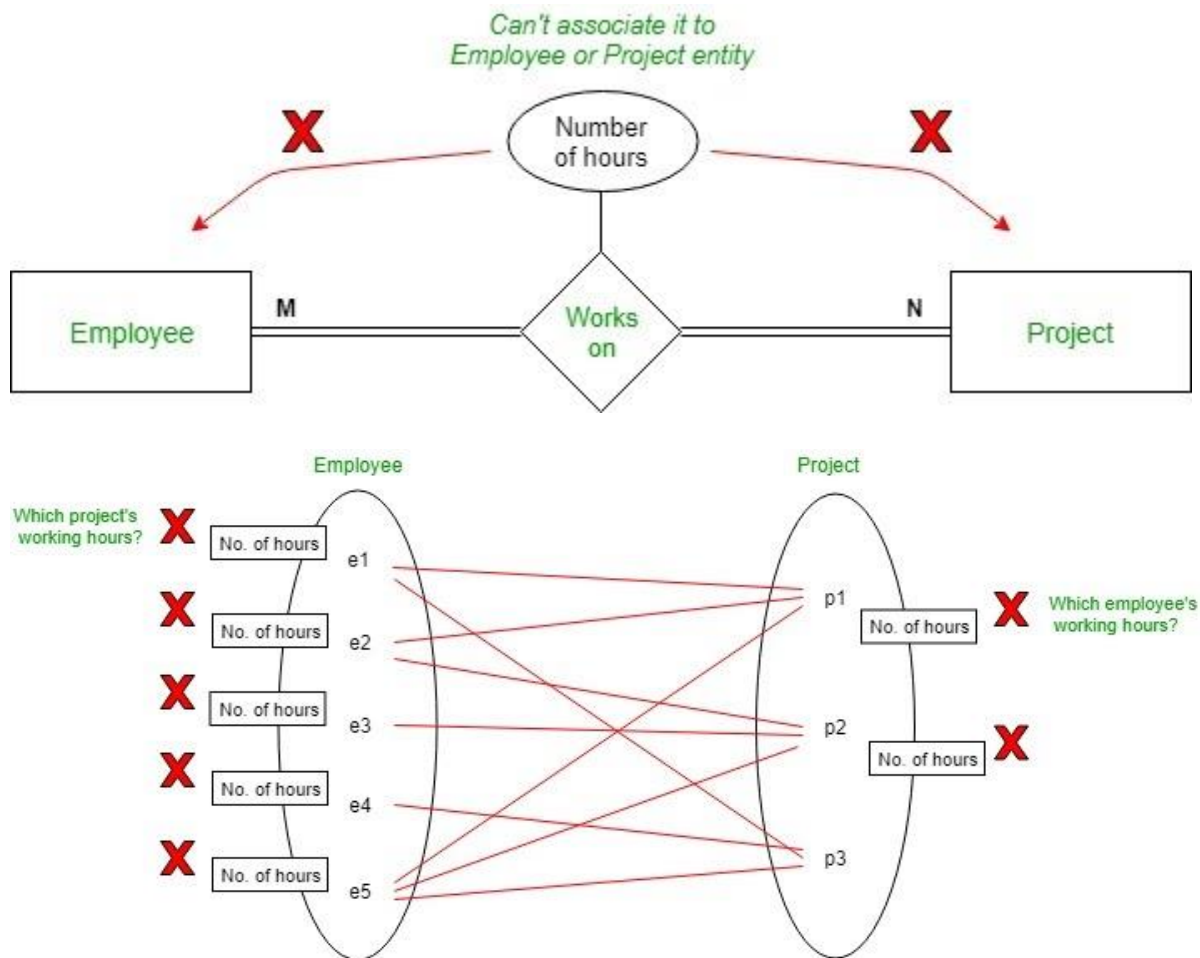 Can't associate it to
Employee or Project entity
Number
of hours
M
N
Employee
Works
on
Project
Employee
Project
Which project's
working hours?
No. of hours
e1
p1
Which employee's
working hours?
No. of hours
No. of hours
e2
No. of hours
e3
p2
No. of hours
No. of hours
e4
p3
No. of hours
e5